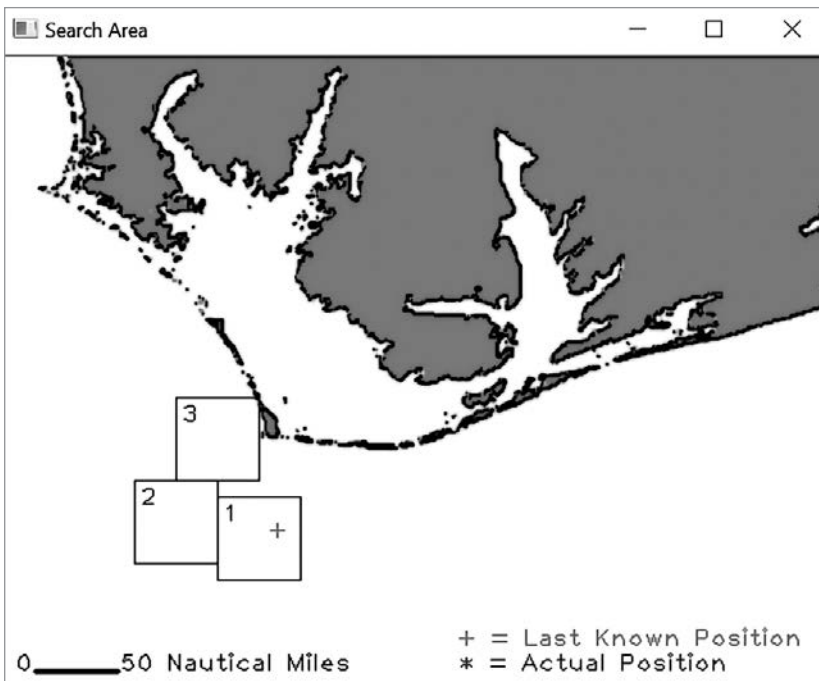 Search Area
3
2
1
+ = Last Known Position
0 50 Nautical Miles
* = Actual Position